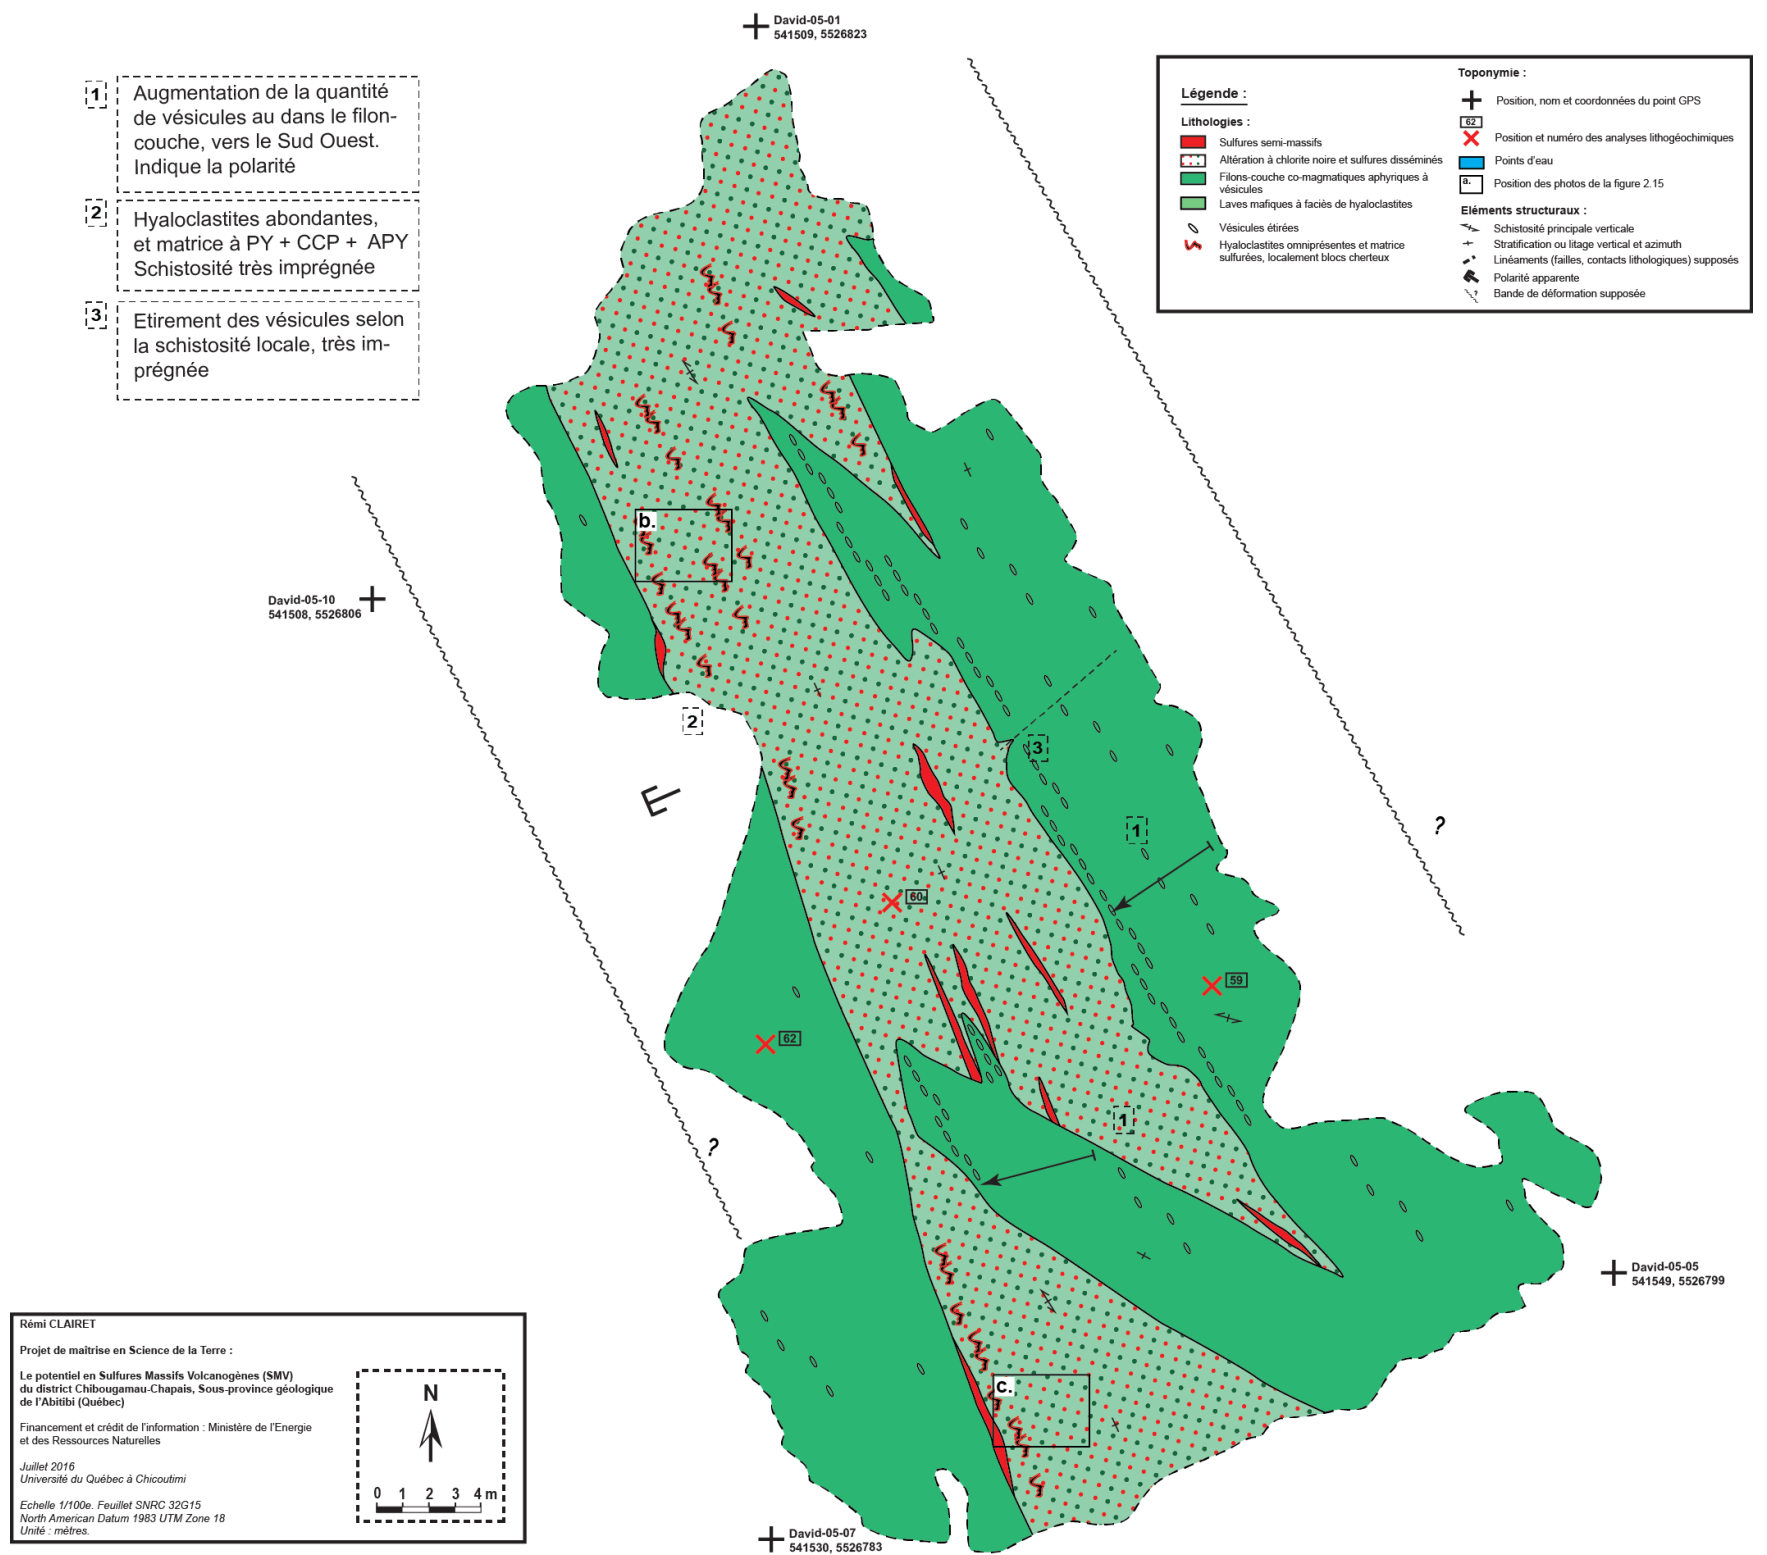 David-05-01
541509, 5526823
1
Augmentation de la quantité
de vésicules au dans le filon-
couche, vers le Sud Ouest.
Indique la polarité
2
Hyaloclastites abondantes,
et matrice à PY + CCP + APY
Schistosité très imprégnée
3
Etirement des vésicules selon
la schistosité locale, très im-
prégnée
Légende :
Lithologies :
Sulfures semi-massifs
Altération à chlorite noire et sulfures disséminés
Filons-couche co-magmatiques aphyriques à
vésicules
Laves mafiques à faciès de hyaloclastites
Vésicules étirées
Hyaloclastites omniprésentes et matrice
sulfurées, localement blocs cherteux
Toponymie :
Position, nom et coordonnées du point GPS
62
Position et numéro des analyses lithogéochimiques
Points d'eau
a.
Position des photos de la figure 2.15
Eléments structuraux :
Schistosité principale verticale
Stratification ou litage vertical et azimuth
Linéaments (failles, contacts lithologiques) supposés
Polarité apparente
?
Bande de déformation supposée
b.
David-05-10
541508, 5526806
2
3
1
?
60
59
62
1
?
David-05-05
541549, 5526799
c.
David-05-07
541530, 5526783
Rémi CLAIRET
Projet de maîtrise en Science de la Terre :
Le potentiel en Sulfures Massifs Volcanogènes (SMV)
du district Chibougamau-Chapais, Sous-province géologique
de l'Abitibi (Québec)
Financement et crédit de l'information : Ministère de l'Energie
et des Ressources Naturelles
Juillet 2016
Université du Québec à Chicoutimi
Echelle 1/100e. Feuillet SNRC 32G15
North American Datum 1983 UTM Zone 18
Unité : mètres.
N
0 1 2 3 4 m